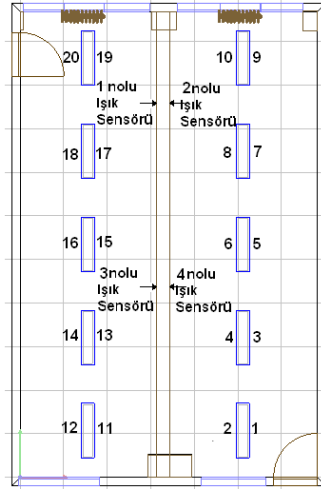 20 19
10 9
1 nolu
Işık
Sensörü
2nolu
Işık
Sensörü
18 17
8 7
16 15
6 5
3nolu
Işık
Sensörü
4nolu
Işık
Sensörü
14 13
4 3
12 11
2 1